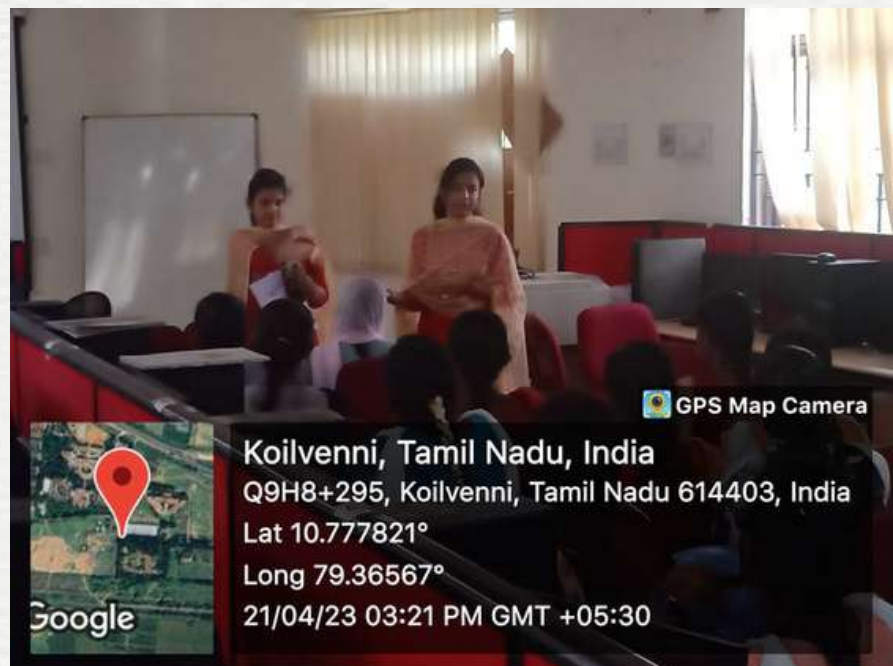 GPS Map Camera
Koilvenni, Tamil Nadu, India
Q9H8+295, Koilvenni, Tamil Nadu 614403, India
Lat 10.777821°
Long 79.36567°
21/04/23 03:21 PM GMT +05:30
Google